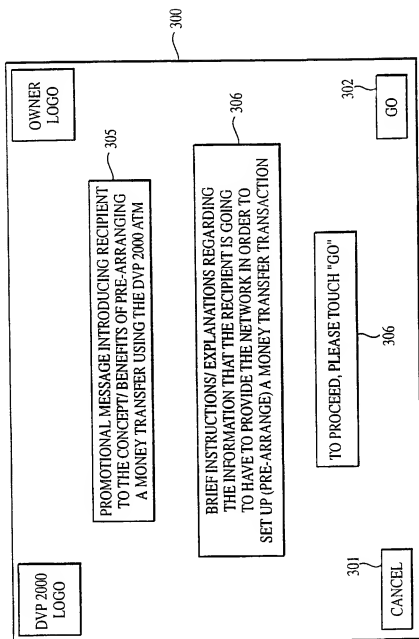 DVP 2000
LOGO
OWNER
LOGO
300
305
PROMOTIONAL MESSAGE INTRODUCING RECIPIENT
TO THE CONCEPT/ BENEFITS OF PRE-ARRANGING
A MONEY TRANSFER USING THE DVP 2000 ATM
306
BRIEF INSTRUCTIONS/ EXPLANATIONS REGARDING
THE INFORMATION THAT THE RECIPIENT IS GOING
TO HAVE TO PROVIDE THE NETWORK IN ORDER TO
SET UP (PRE-ARRANGE) A MONEY TRANSFER TRANSACTION
TO PROCEED, PLEASE TOUCH "GO"
306
301
CANCEL
302
GO